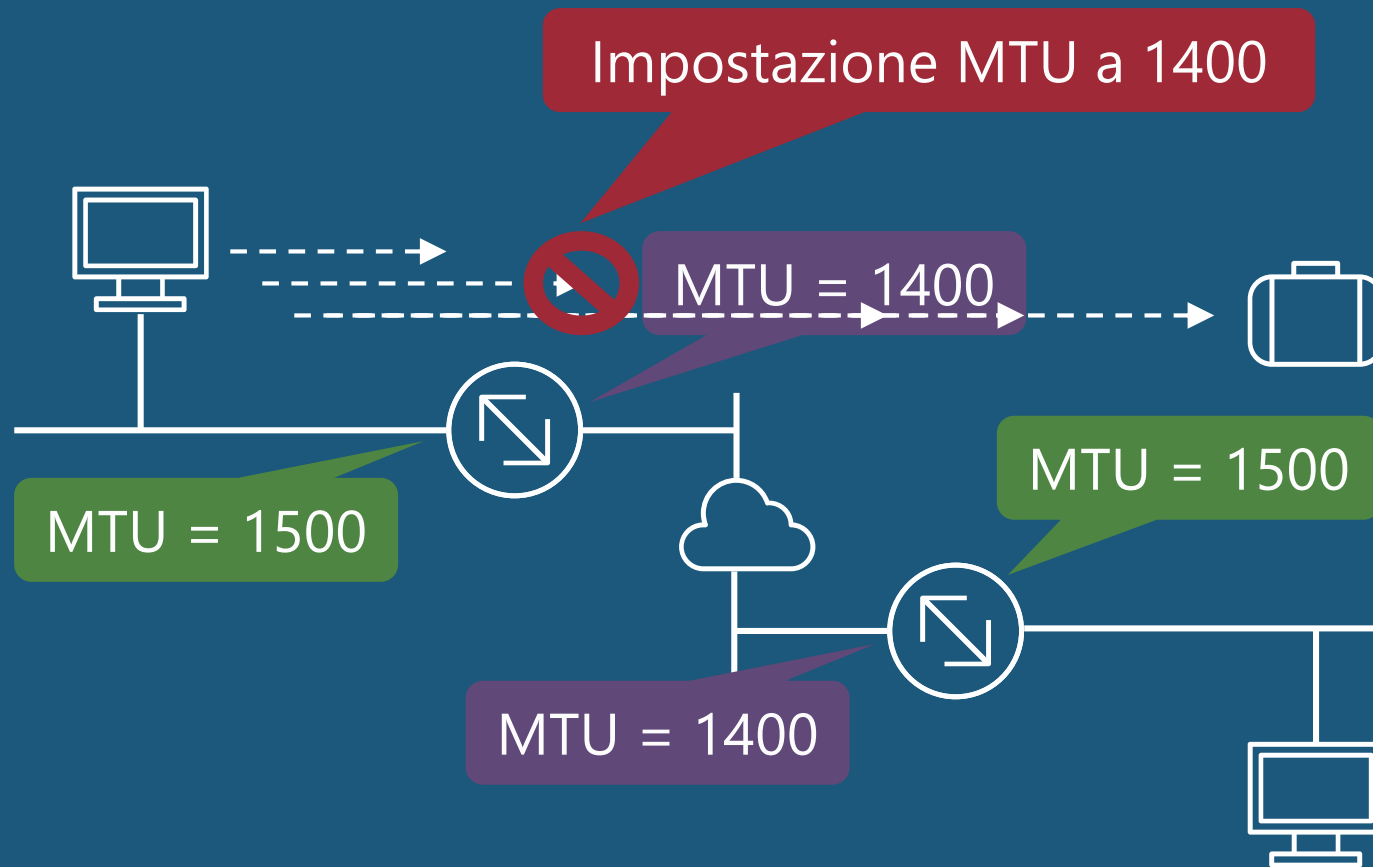 Impostazione MTU a 1400
MTU = 1400
MTU = 1500
MTU = 1500
MTU = 1400